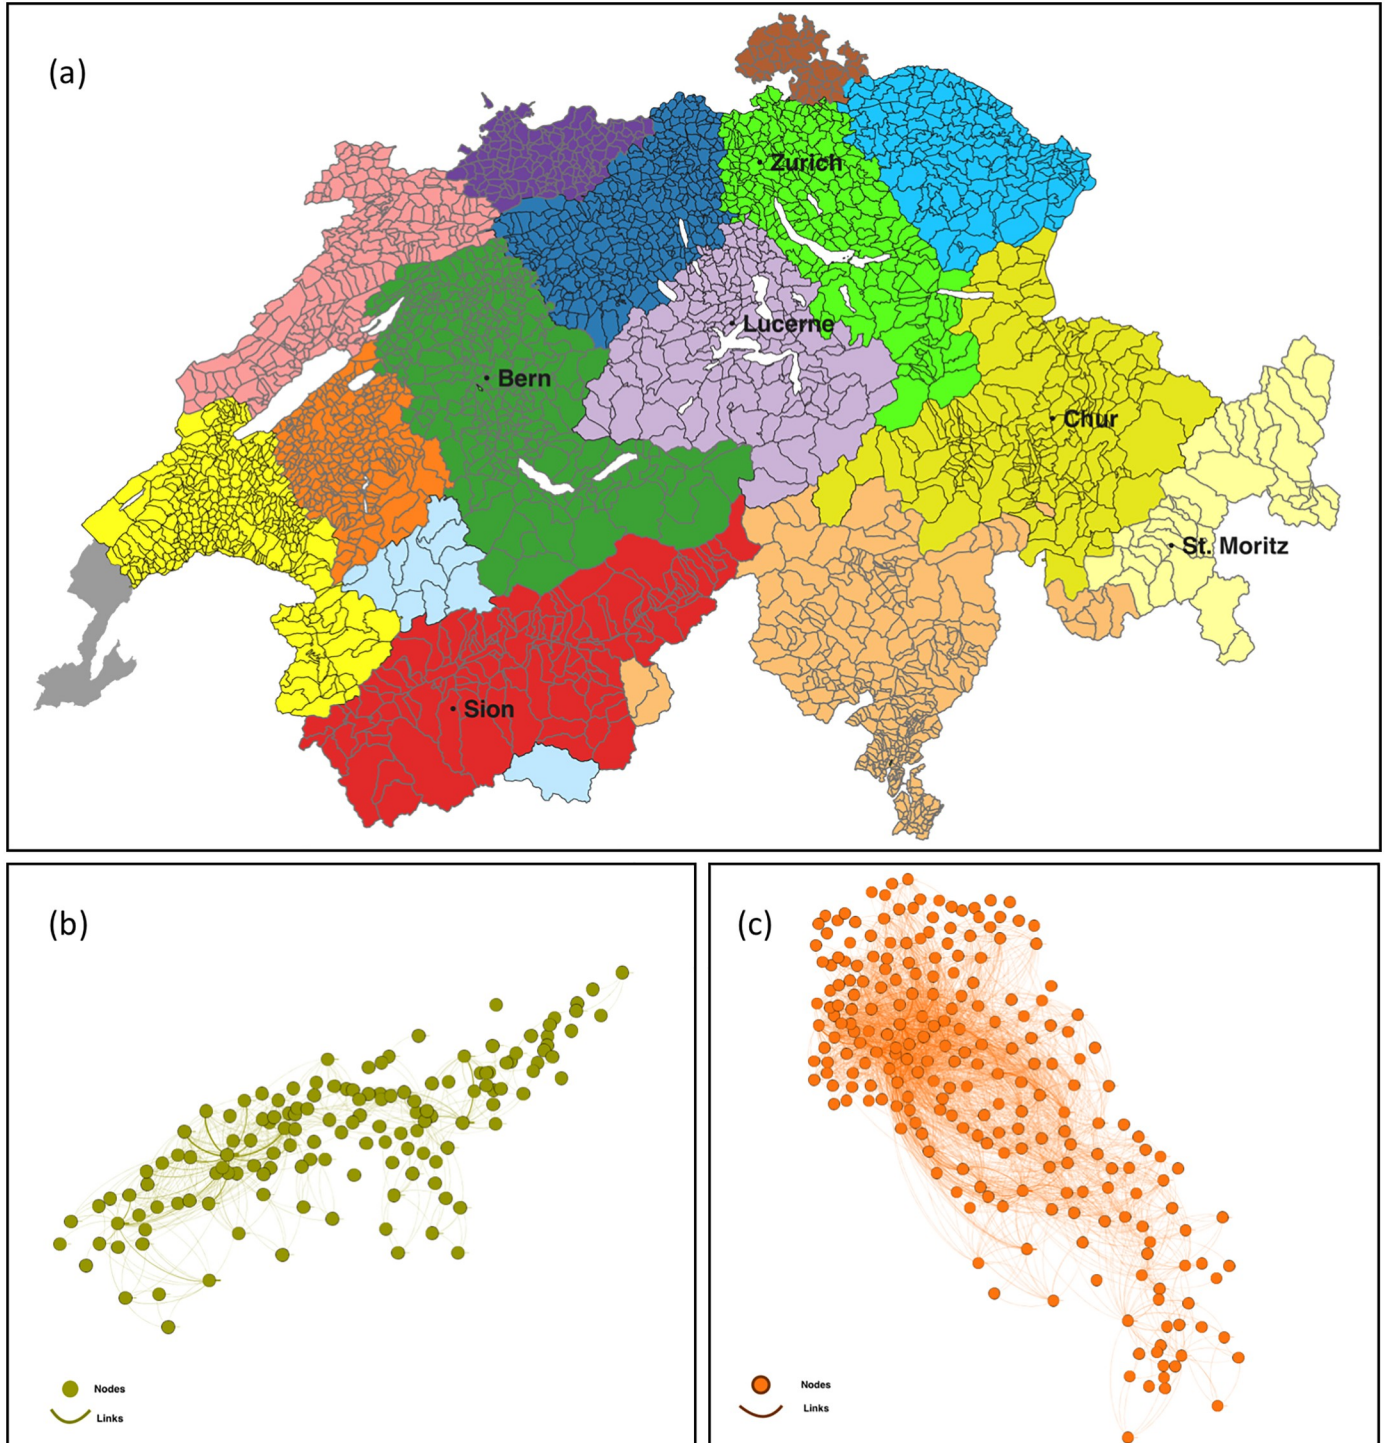 (a)
Zurich
Lucerne
Bern
Chur
St. Moritz
Sion
(b)
Nodes
Links
(c)
Nodes
Links